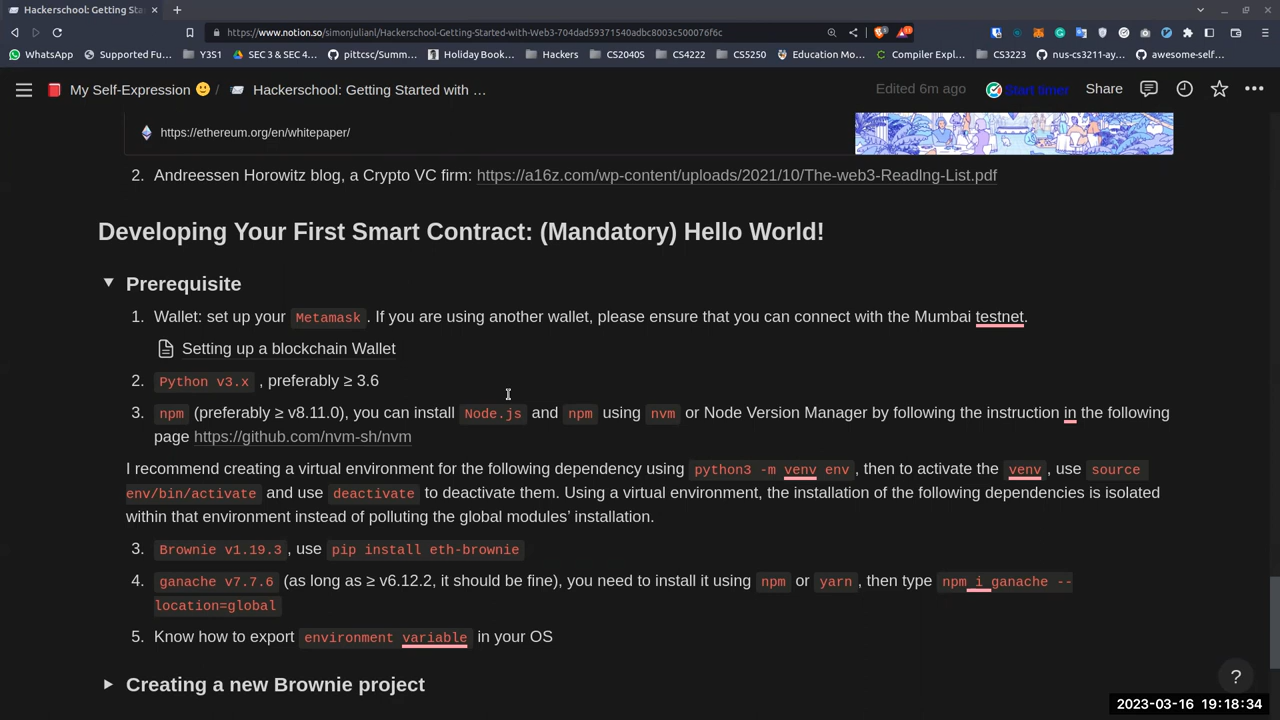 Hackerschool: Getting Sta
https://www.notion.so/simonjulianl/Hackerschool-Getting-Started-with-Web3-704dad59371540adbc8003c500076f6c
WhatsApp Supported Fu... Y3S1 SEC 3 & SEC 4... pittcsc/Summ... Holiday Book... Hackers CS2040S CS4222 CS5250 Education Mo... Compiler Expl... CS3223 nus-cs3211-ay... awesome-self...
My Self-Expression / Hackerschool: Getting Started with ... Edited 6m ago Start timer Share
https://ethereum.org/en/whitepaper/
2. Andreessen Horowitz blog, a Crypto VC firm: https://a16z.com/wp-content/uploads/2021/10/The-web3-ReadIng-List.pdf
Developing Your First Smart Contract: (Mandatory) Hello World!
Prerequisite
1. Wallet: set up your Metamask. If you are using another wallet, please ensure that you can connect with the Mumbai testnet.
Setting up a blockchain Wallet
2. Python v3.x , preferably ≥ 3.6
3. npm (preferably ≥ v8.11.0), you can install Node.js and npm using nvm or Node Version Manager by following the instruction in the following
page https://github.com/nvm-sh/nvm
I recommend creating a virtual environment for the following dependency using python3 -m venv env, then to activate the venv, use source
env/bin/activate and use deactivate to deactivate them. Using a virtual environment, the installation of the following dependencies is isolated
within that environment instead of polluting the global modules’ installation.
3. Brownie v1.19.3, use pip install eth-brownie
4. ganache v7.7.6 (as long as ≥ v6.12.2, it should be fine), you need to install it using npm or yarn, then type npm i ganache --
location=global
5. Know how to export environment variable in your OS
Creating a new Brownie project
?
2023-03-16 19:18:34